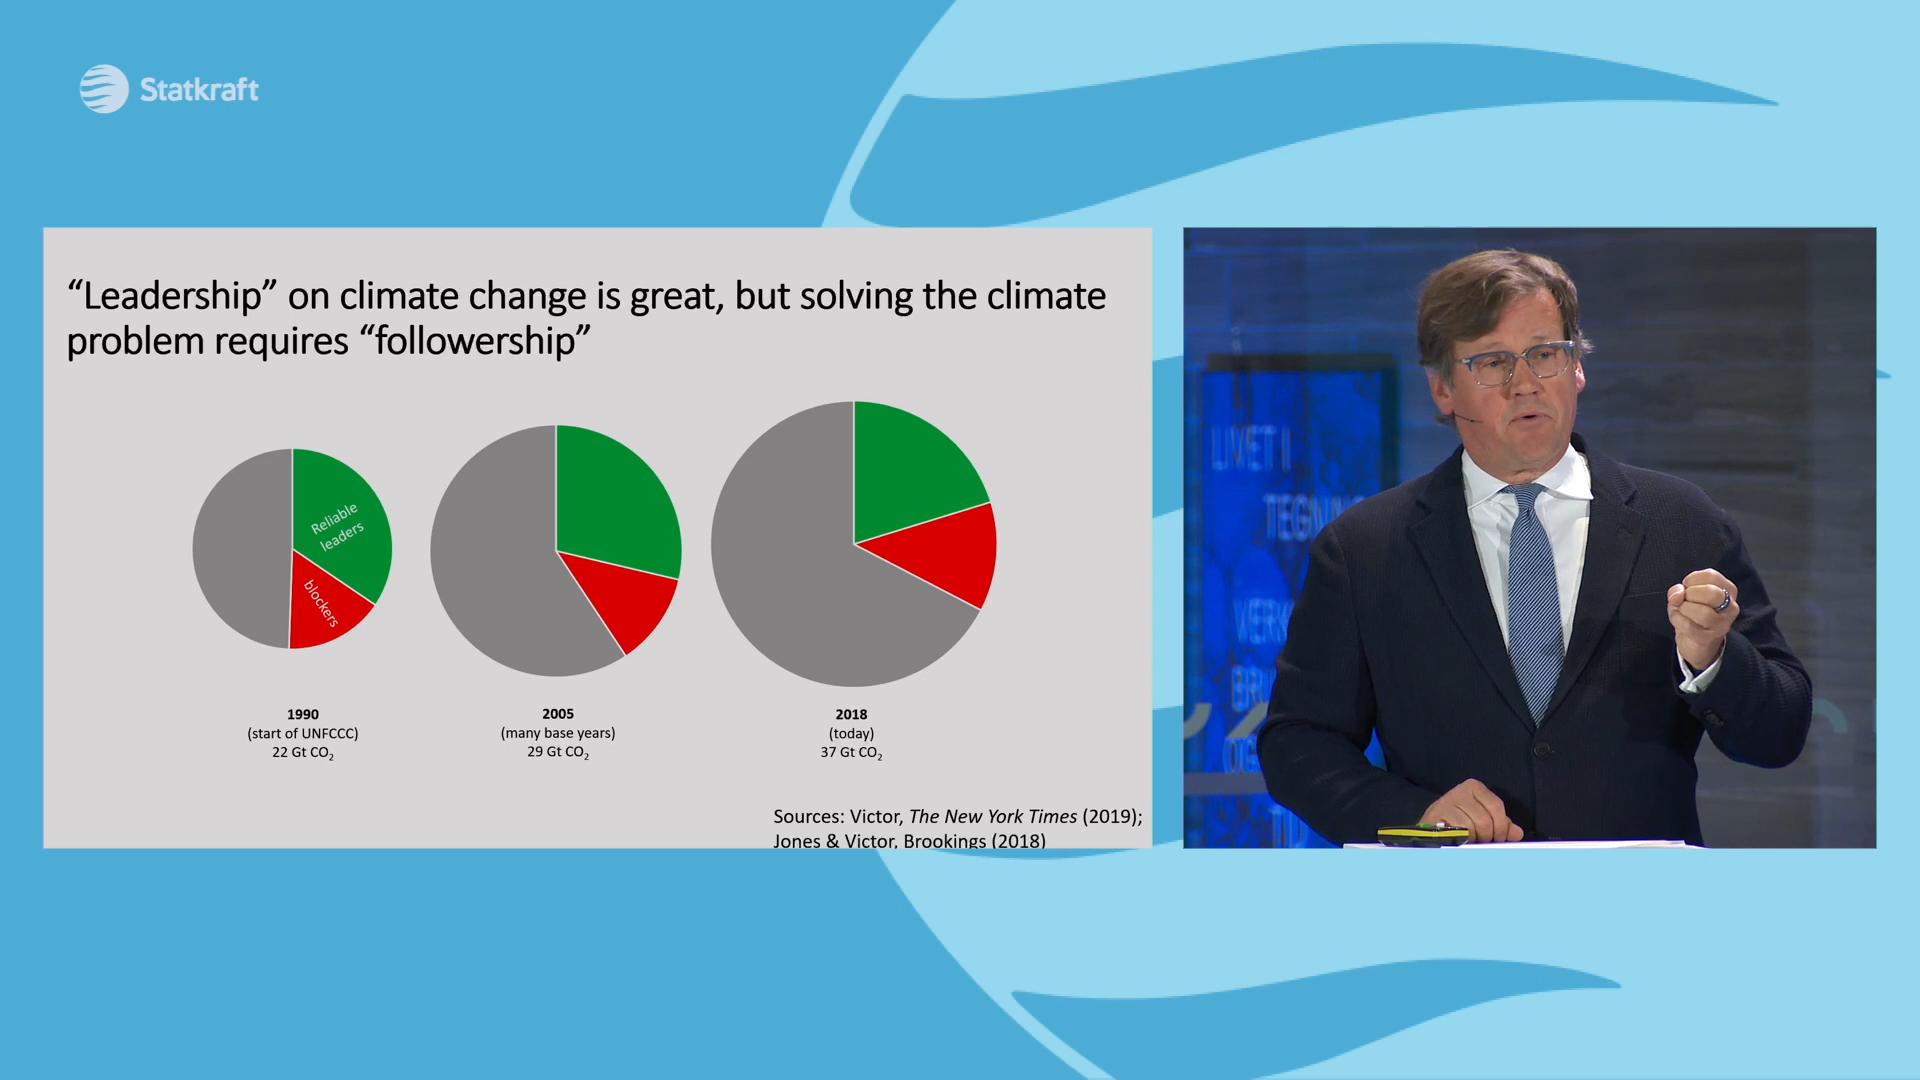 Statkraft
“Leadership” on climate change is great, but solving the climate
problem requires “followership”
Reliable
leaders
blockers
1990
(start of UNFCCC)
22 Gt CO2
2005
(many base years)
29 Gt CO2
2018
(today)
37 Gt CO2
Sources: Victor, The New York Times (2019);
Jones & Victor, Brookings (2018)
LIVET I